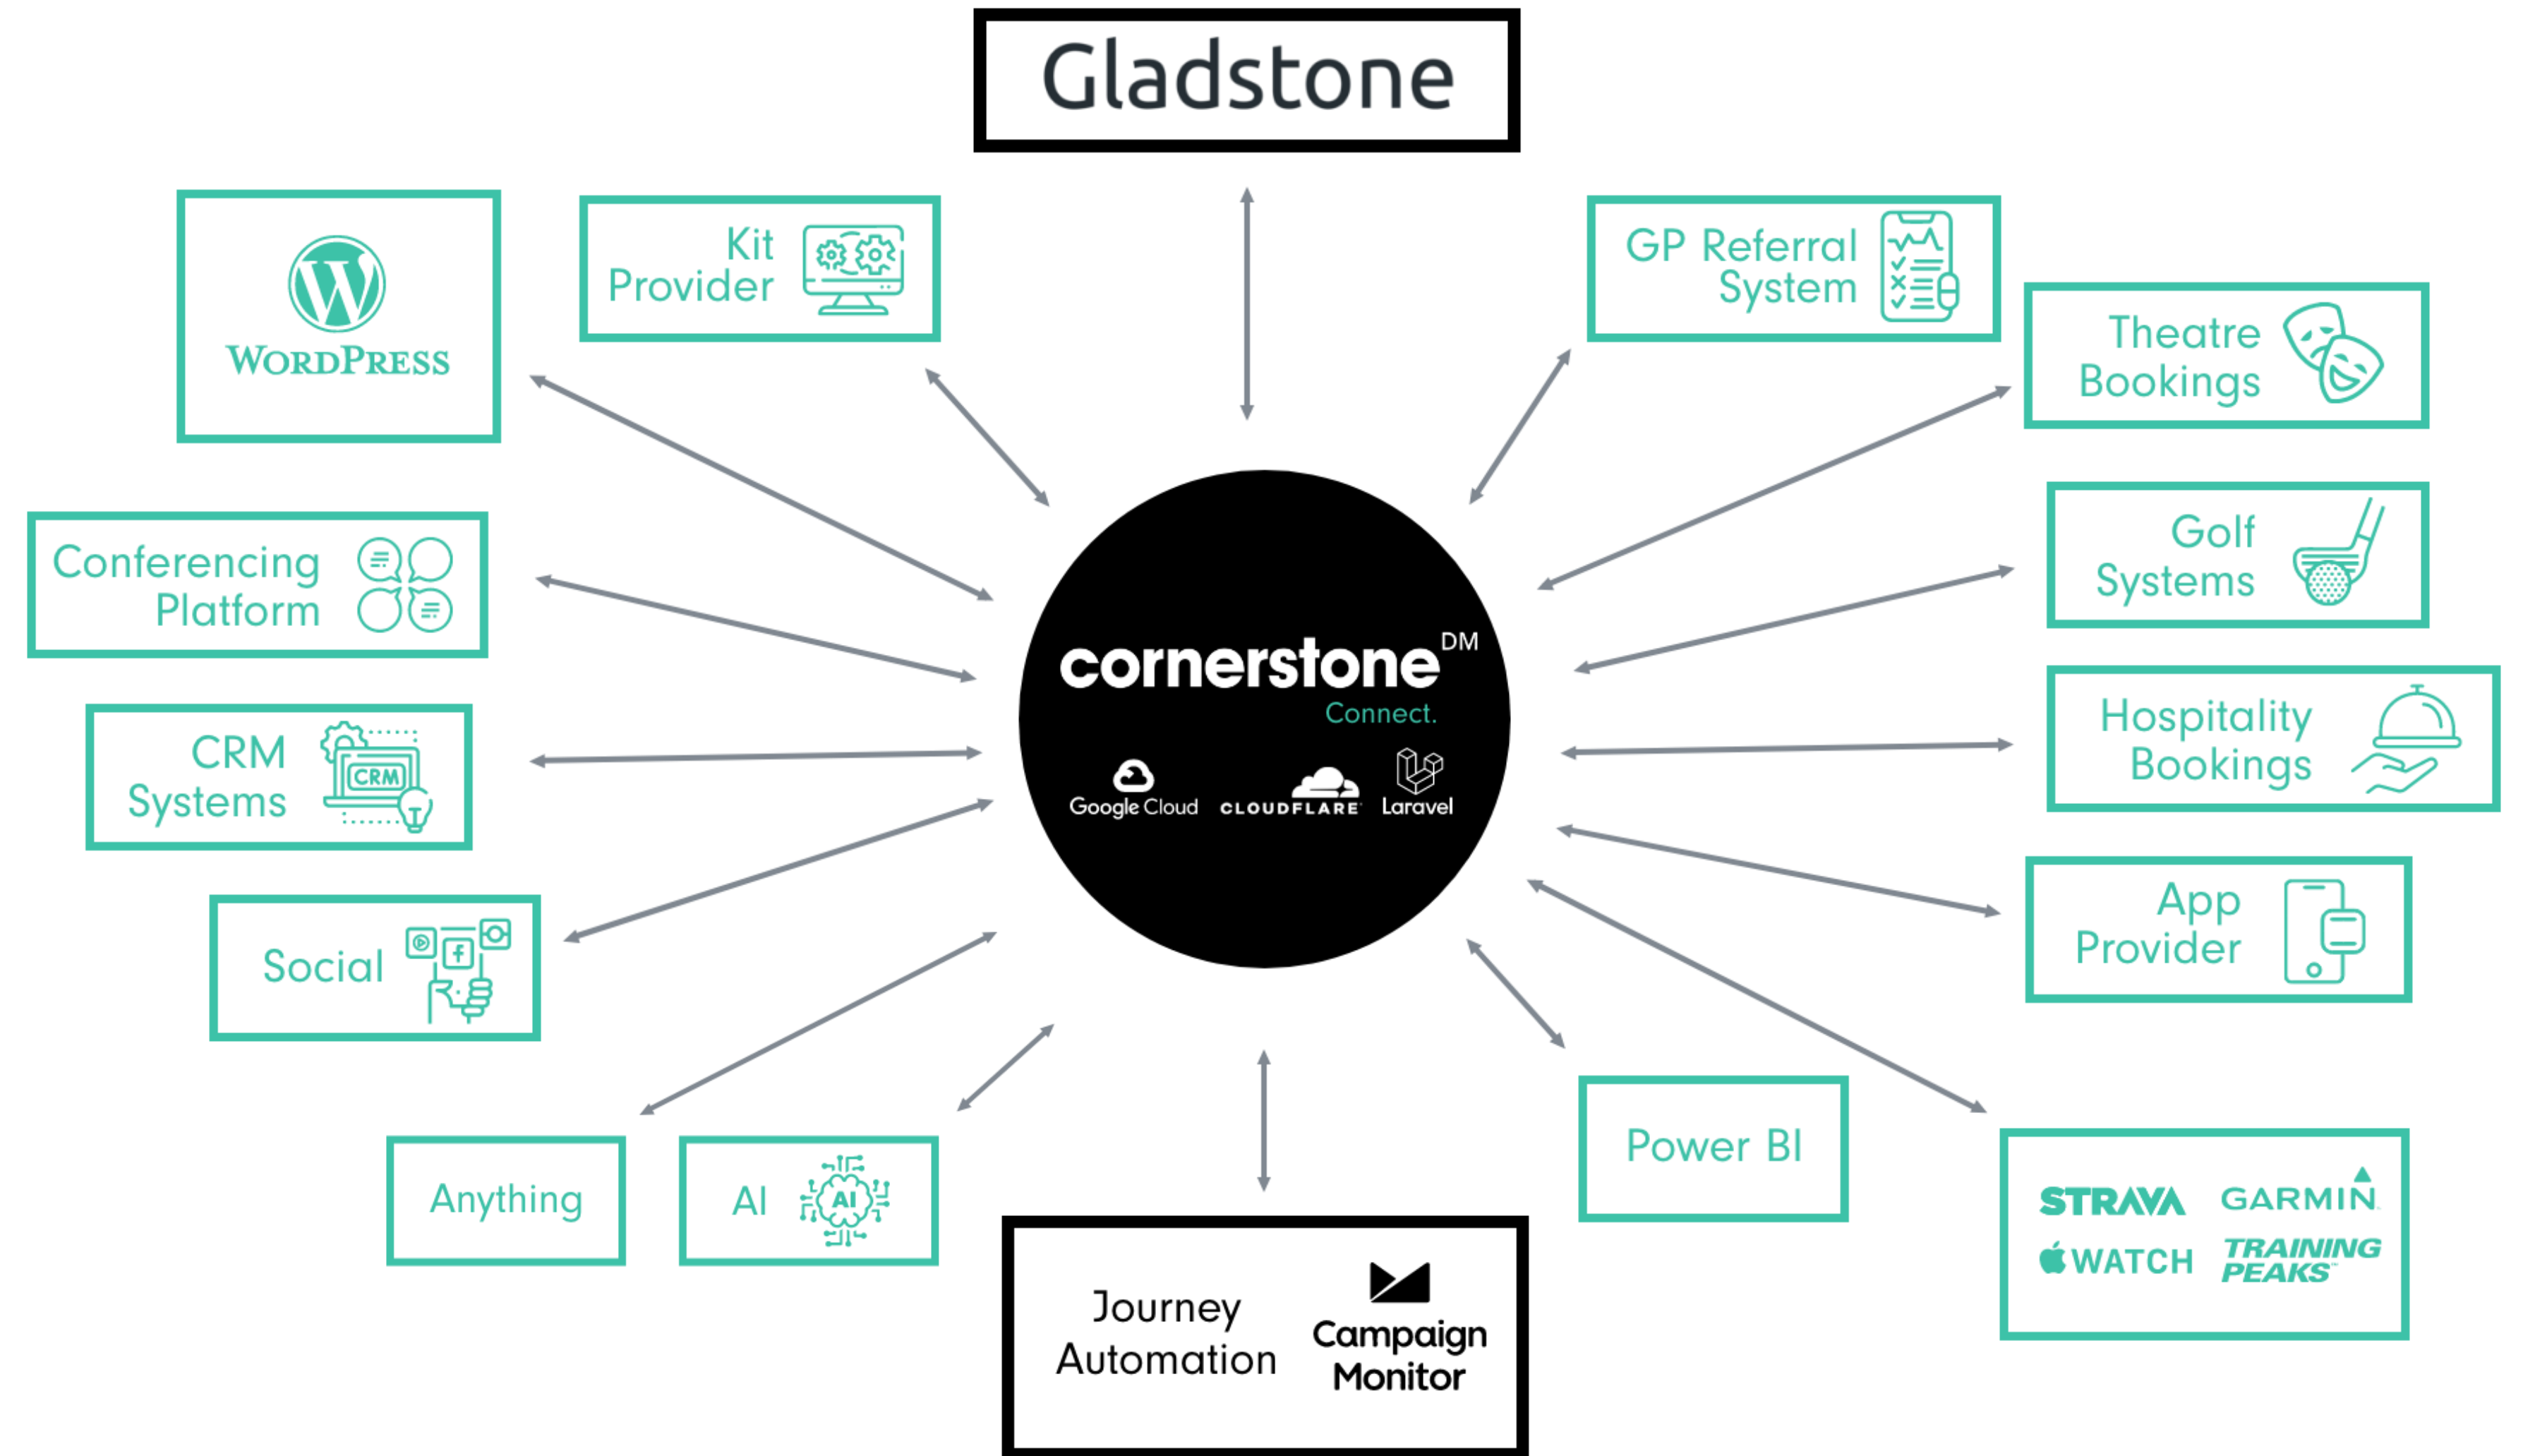 Gladstone
WORDPRESS
Kit
Provider
GP Referral
System
Theatre
Bookings
Conferencing
Platform
Golf
Systems
cornerstone DM
Connect.
Google Cloud
CLOUDFLARE
Laravel
CRM
Systems
CRM
Hospitality
Bookings
Social
f
App
Provider
Anything
AI
AI
Power BI
STRAVA
GARMIN
WATCH
TRAINING
PEAKS™
Journey
Automation
Campaign
Monitor